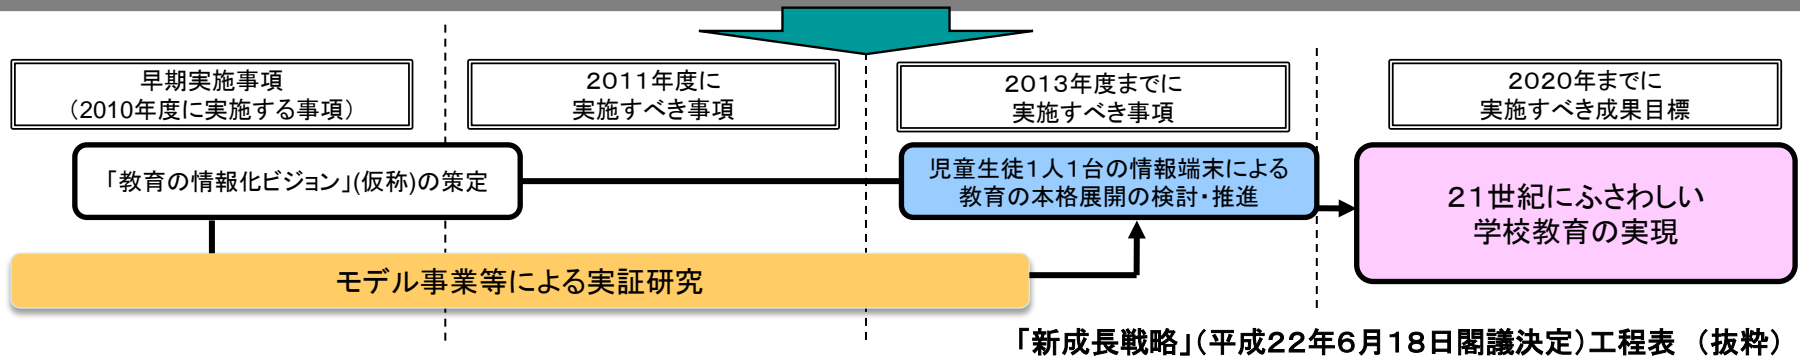 早期実施事項
（2010年度に実施する事項）
2011年度に
実施すべき事項
2013年度までに
実施すべき事項
2020年までに
実施すべき成果目標
「教育の情報化ビジョン」(仮称)の策定
児童生徒1人1台の情報端末による
教育の本格展開の検討・推進
21世紀にふさわしい
学校教育の実現
モデル事業等による実証研究
「新成長戦略」（平成22年6月18日閣議決定）工程表 （抜粋）